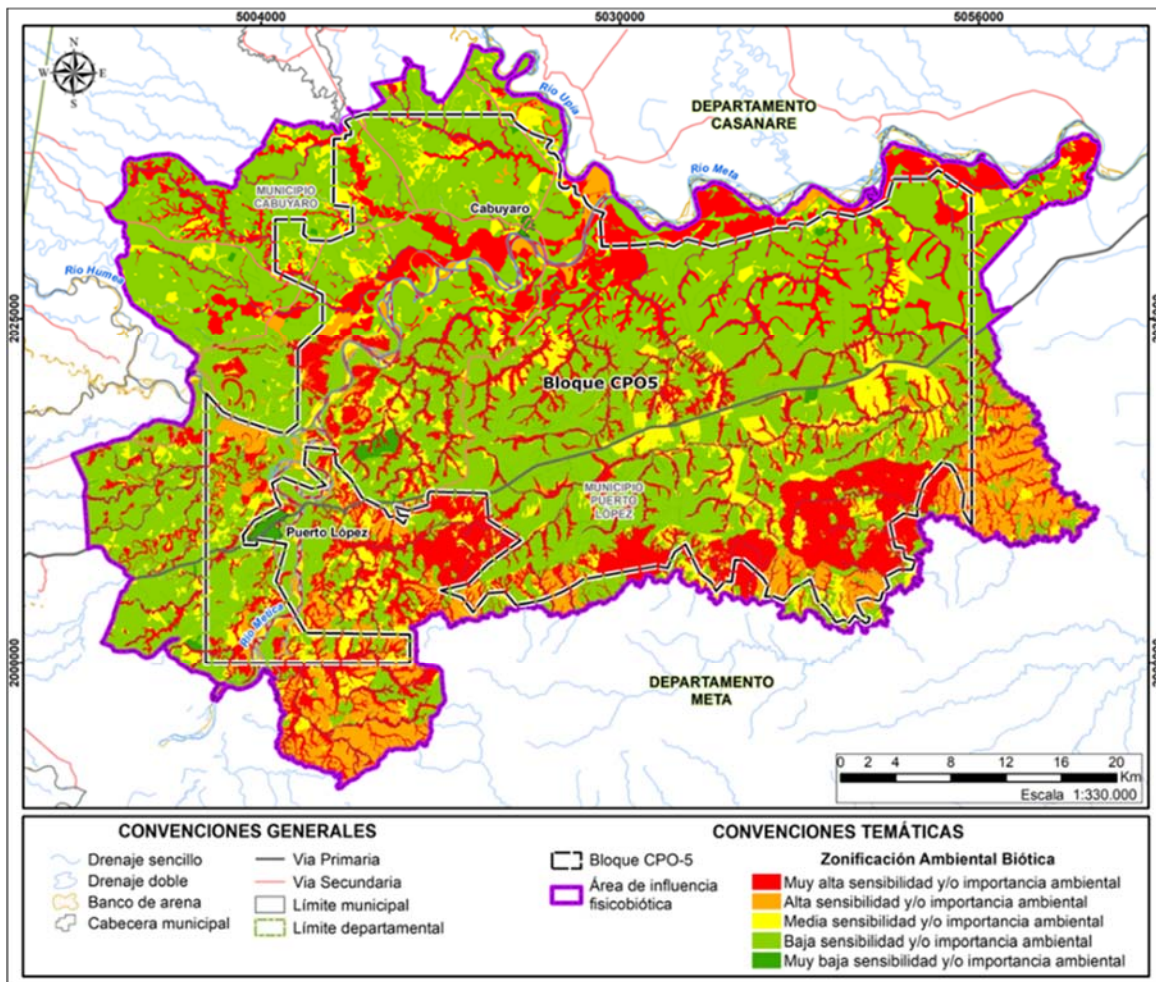 5004000
5030000
5056000
N
W
E
S
Río Upía
DEPARTAMENTO
CASANARE
Río Meta
MUNICIPIO
CABUYARO
Cabuyaro
Río Humea
2025000
Bloque CPO5
MUNICIPIO
PUERTO
LÓPEZ
Puerto López
Río Metica
2000000
DEPARTAMENTO
META
0 2 4 8 12 16 20
Km
Escala 1:330.000
CONVENCIONES GENERALES
Drenaje sencillo
Drenaje doble
Banco de arena
Cabecera municipal
Via Primaria
Via Secundaria
Límite municipal
Límite departamental
CONVENCIONES TEMÁTICAS
Bloque CPO-5
Área de influencia
fisicobiótica
Zonificación Ambiental Biótica
Muy alta sensibilidad y/o importancia ambiental
Alta sensibilidad y/o importancia ambiental
Media sensibilidad y/o importancia ambiental
Baja sensibilidad y/o importancia ambiental
Muy baja sensibilidad y/o importancia ambiental